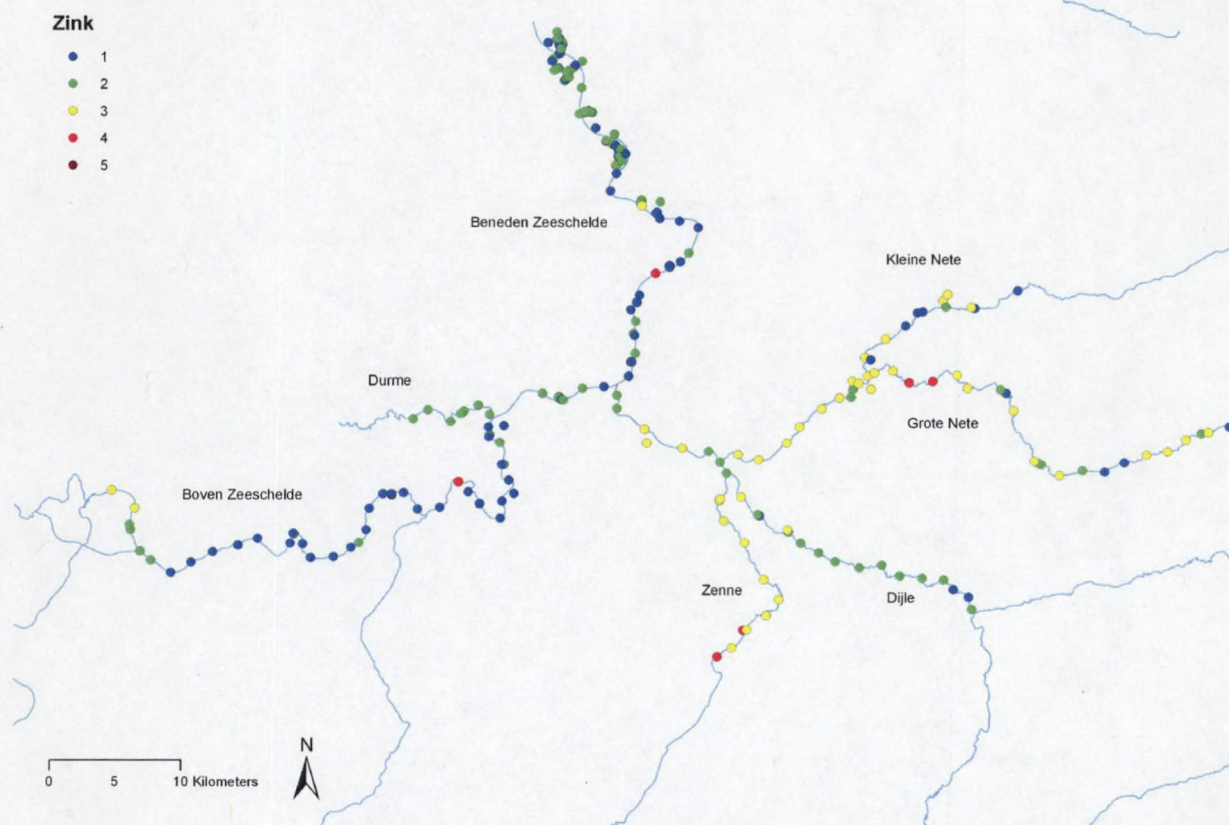 Zink
1
2
3
4
5
Beneden Zeeschelde
Kleine Nete
Durme
Grote Nete
Boven Zeeschelde
Zenne
Dijle
N
0 5 10 Kilometers